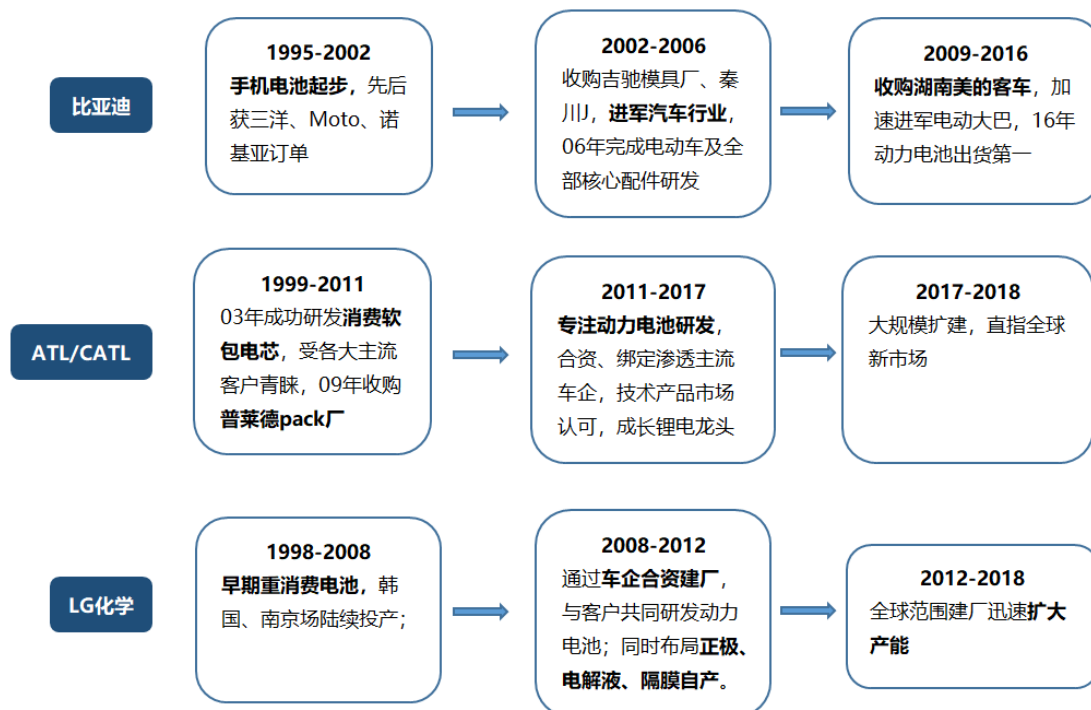 比亚迪
1995-2002
手机电池起步，先后
获三洋、Moto、诺
基亚订单
2002-2006
收购吉驰模具厂、秦
川J，进军汽车行业，
06年完成电动车及全
部核心配件研发
2009-2016
收购湖南美的客车，加
速进军电动大巴，16年
动力电池出货第一
ATL/CATL
1999-2011
03年成功研发消费软
包电芯，受各大主流
客户青睐，09年收购
普莱德pack厂
2011-2017
专注动力电池研发，
合资、绑定渗透主流
车企，技术产品市场
认可，成长锂电龙头
2017-2018
大规模扩建，直指全球
新市场
LG化学
1998-2008
早期重消费电池，韩
国、南京场陆续投产；
2008-2012
通过车企合资建厂，
与客户共同研发动力
电池；同时布局正极、
电解液、隔膜自产。
2012-2018
全球范围建厂迅速扩大
产能